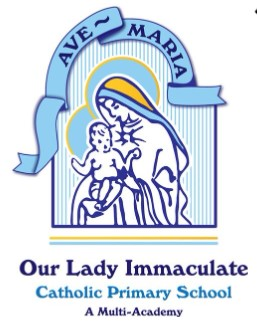 AVE~MARIA
Our Lady Immaculate
Catholic Primary School
A Multi-Academy